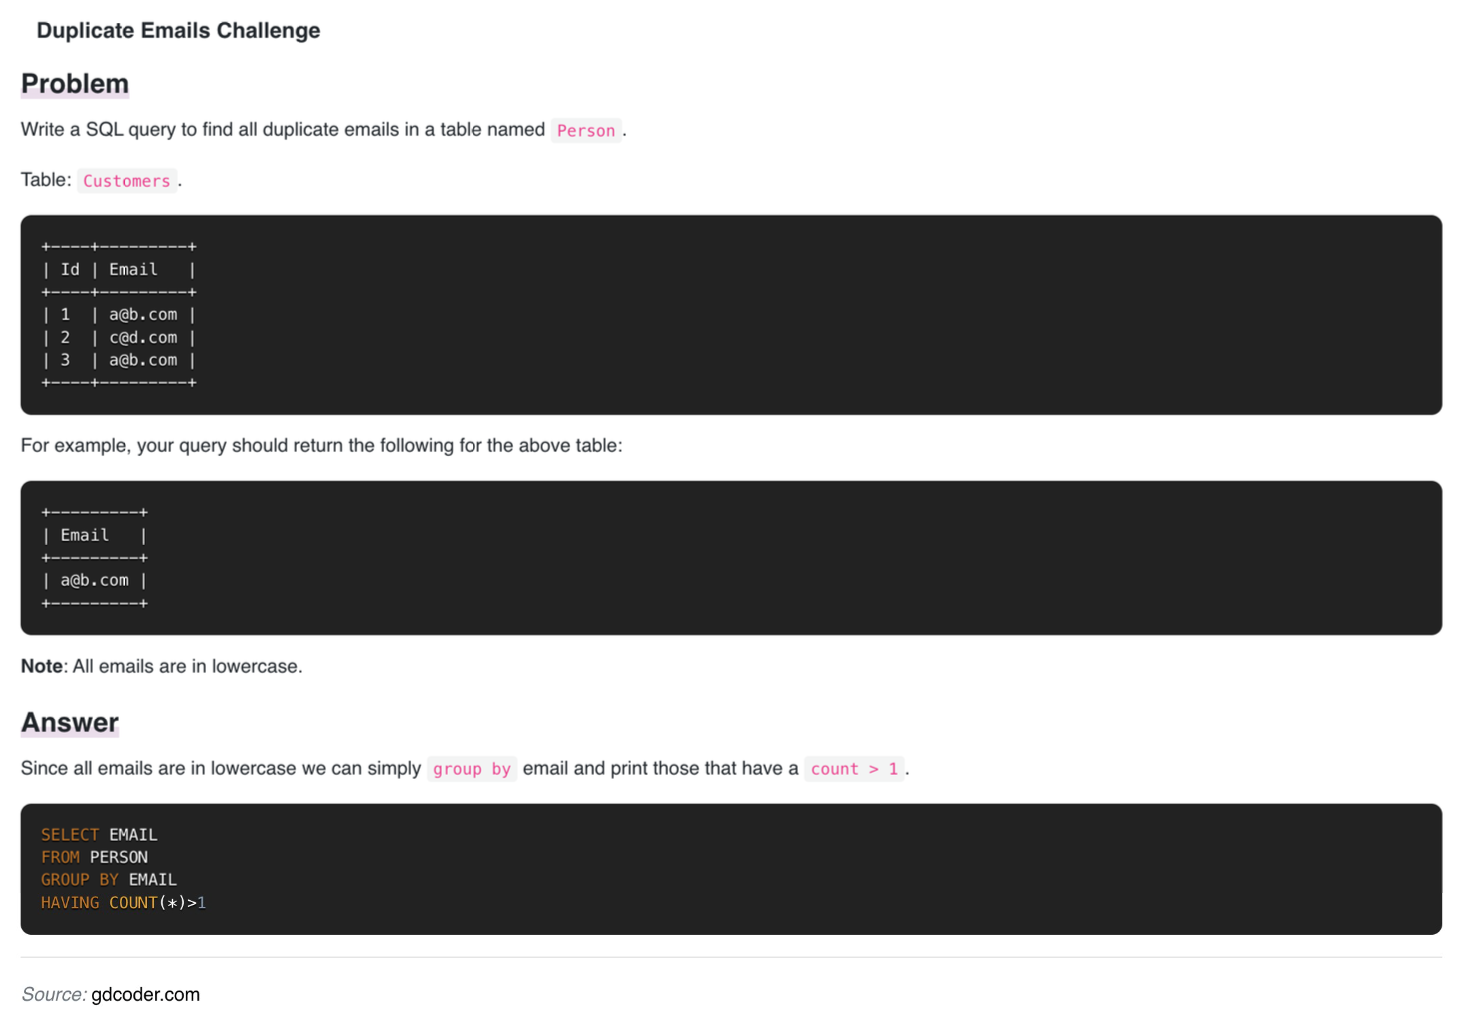 Duplicate Emails Challenge
Problem
Write a SQL query to find all duplicate emails in a table named Person.
Table: Customers.
+----+---------+
| Id | Email   |
+----+---------+
| 1  | a@b.com |
| 2  | c@d.com |
| 3  | a@b.com |
+----+---------+
For example, your query should return the following for the above table:
+---------+
| Email   |
+---------+
| a@b.com |
+---------+
Note: All emails are in lowercase.
Answer
Since all emails are in lowercase we can simply group by email and print those that have a count > 1.
SELECT EMAIL
FROM PERSON
GROUP BY EMAIL
HAVING COUNT(*)>1
Source: gdcoder.com